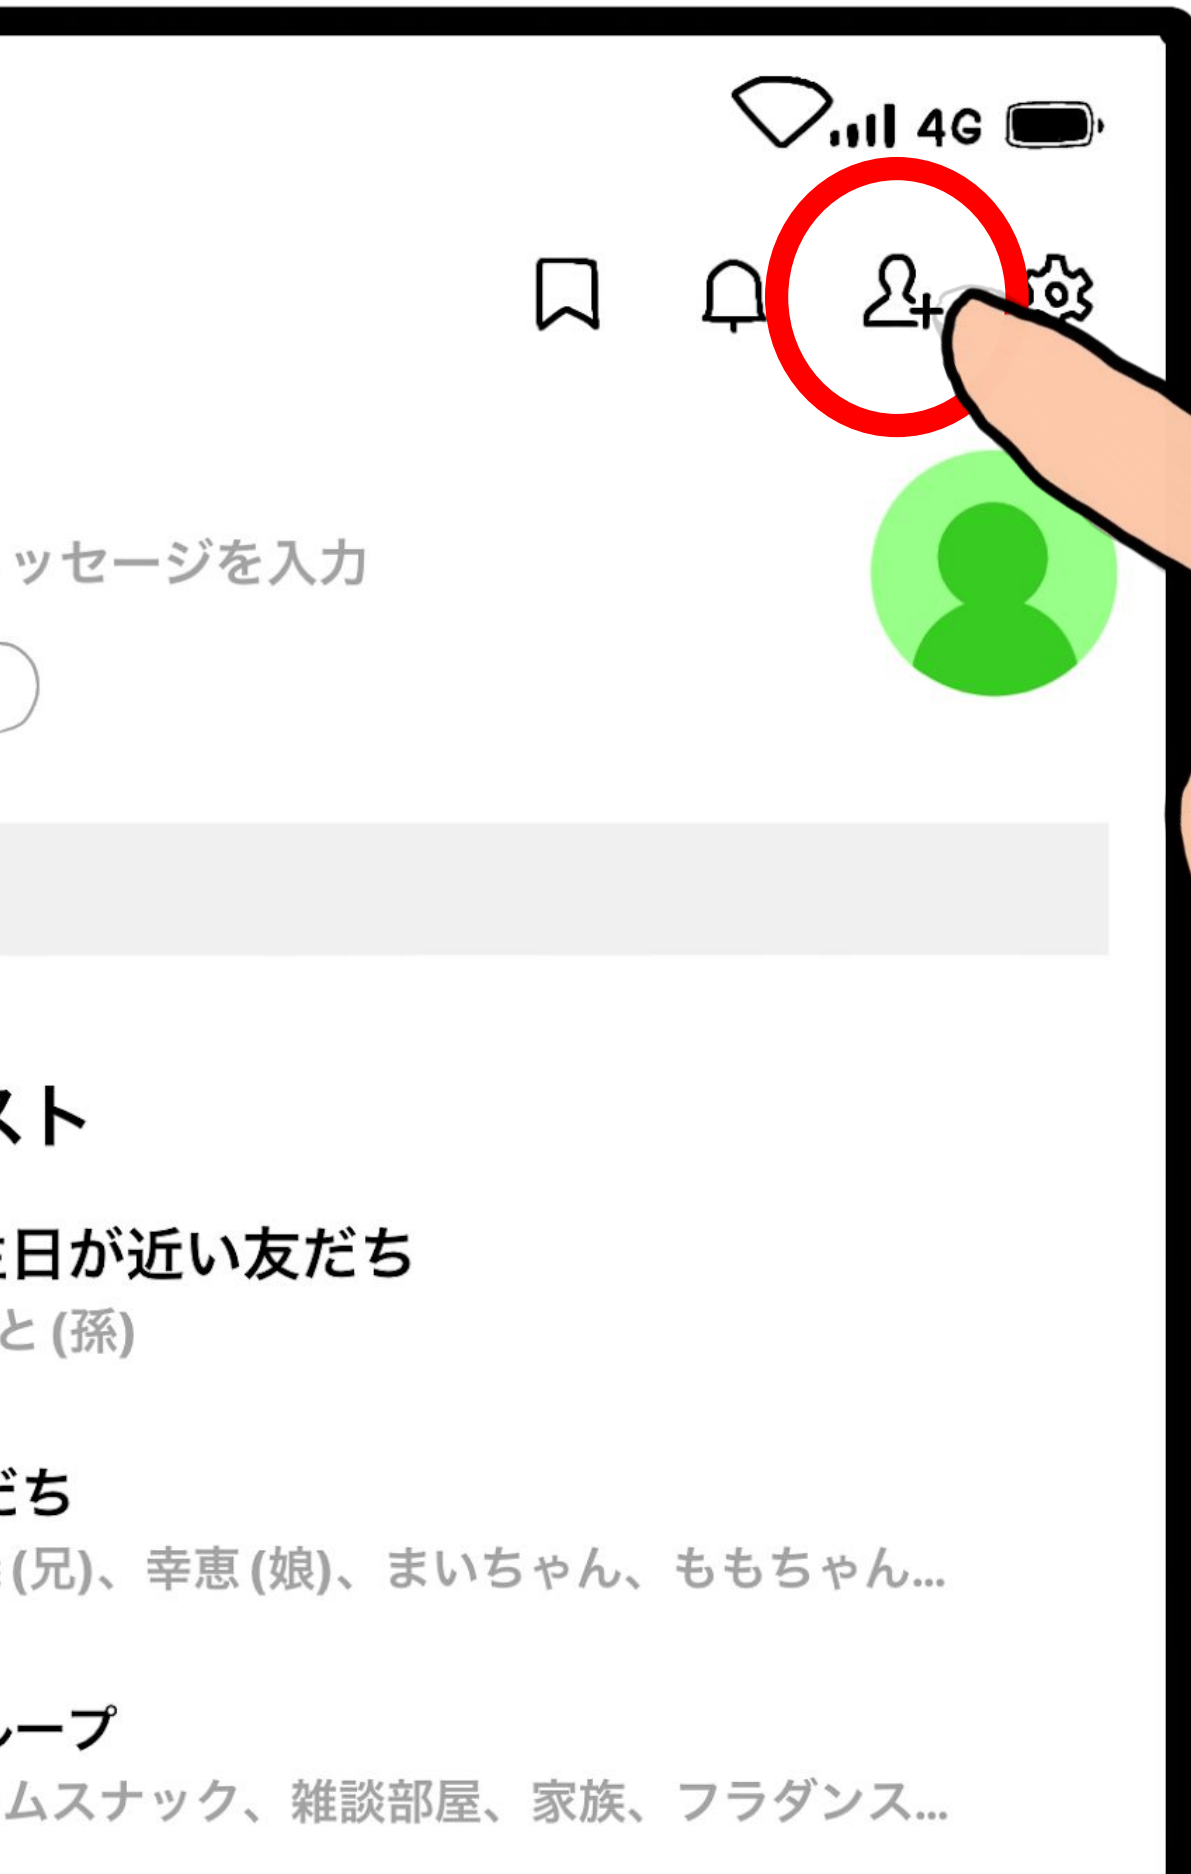 4G
ッセージを入力
スト
日が近い友だち
と (孫)
だち
(兄)、幸恵 (娘)、まいちゃん、ももちゃん...
ループ
ムスナック、雑談部屋、家族、フラダンス...